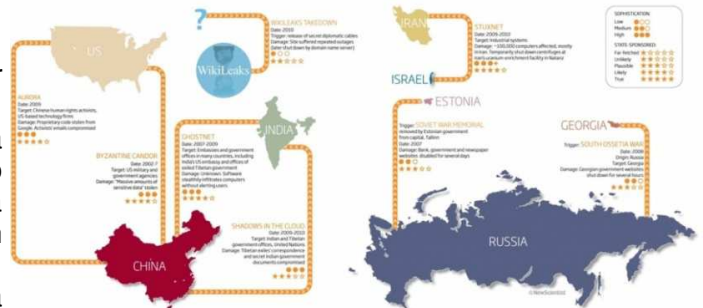 US
AURORA
Date: 2009
Target: Chinese human rights activists,
US based technology firms
Damage: Proprietary code stolen from
Google. Activists' emails compromised
BYZANTINE CANDOR
Date: 2002-?
Target: US military and
government agencies
Damage: "Massive amounts of
sensitive data" stolen
?
WikiLeaks
WIKILEAKS TAKEDOWN
Date: 2010
Trigger: release of secret diplomatic cables
Damage: Site suffered repeated outages
(later shut down by domain name server)
INDIA
GHOSTNET
Date: 2007-2009
Target: Embassies and government
offices in many countries, including
India's US embassy and offices of
exiled Tibetan government
Damage: Unknown. Software
stealthily infiltrates computers
without alerting users
SHADOWS IN THE CLOUD
Date: 2009-2010
Target: Indian and Tibetan
government offices, United Nations
Damage: Tibetan exiles' correspondence
and secret Indian government
documents compromised
CHINA
IRAN
STUXNET
Date: 2009-2010
Target: Industrial systems
Damage: ~100,000 computers affected, mostly
in Iran. Temporarily shut down centrifuges at
Iran's uranium enrichment facility in Natanz
ISRAEL
ESTONIA
Trigger: SOVIET WAR MEMORIAL
removed by Estonian government
from capital, Tallinn
Date: 2007
Damage: Bank, government and newspaper
websites disabled for several days
GEORGIA
Trigger: SOUTH OSSETIA WAR
Date: 2008
Origin: Russia
Target: Georgia
Damage: Georgian government websites
shut down for several hours
RUSSIA
© NewScientist
SOPHISTICATION
Low
Medium
High
STATE SPONSORED
Far fetched
Unlikely
Plausible
Likely
True